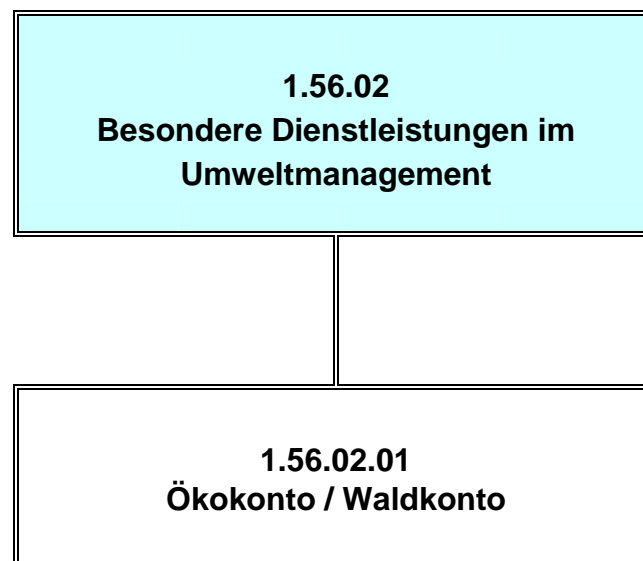 1.56.02
Besondere Dienstleistungen im
Umweltmanagement
1.56.02.01
Ökokonto / Waldkonto